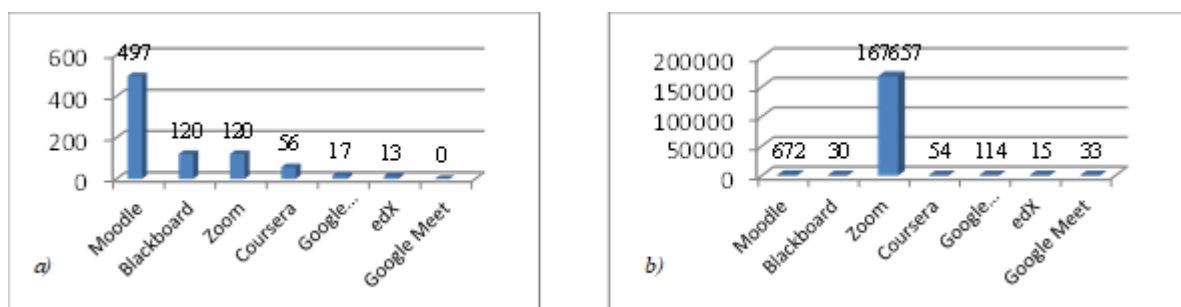 600
400
200
0
497
120
120
56
17
13
0
Moodle
Blackboard
Zoom
Coursera
Google...
edX
Google Meet
a)
200000
150000
100000
50000
0
672
30
167657
54
114
15
33
Moodle
Blackboard
Zoom
Coursera
Google...
edX
Google Meet
b)